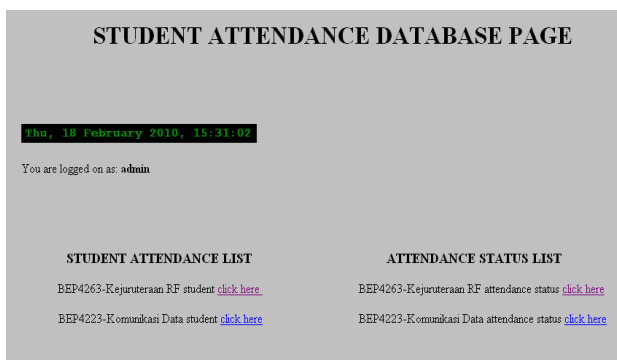 STUDENT ATTENDANCE DATABASE PAGE
Thu, 18 February 2010, 15:31:02
You are logged on as: admin
STUDENT ATTENDANCE LIST
BEP4263-Kejuruteraan RF student click here
BEP4223-Komunikasi Data student click here
ATTENDANCE STATUS LIST
BEP4263-Kejuruteraan RF attendance status click here
BEP4223-Komunikasi Data attendance status click here